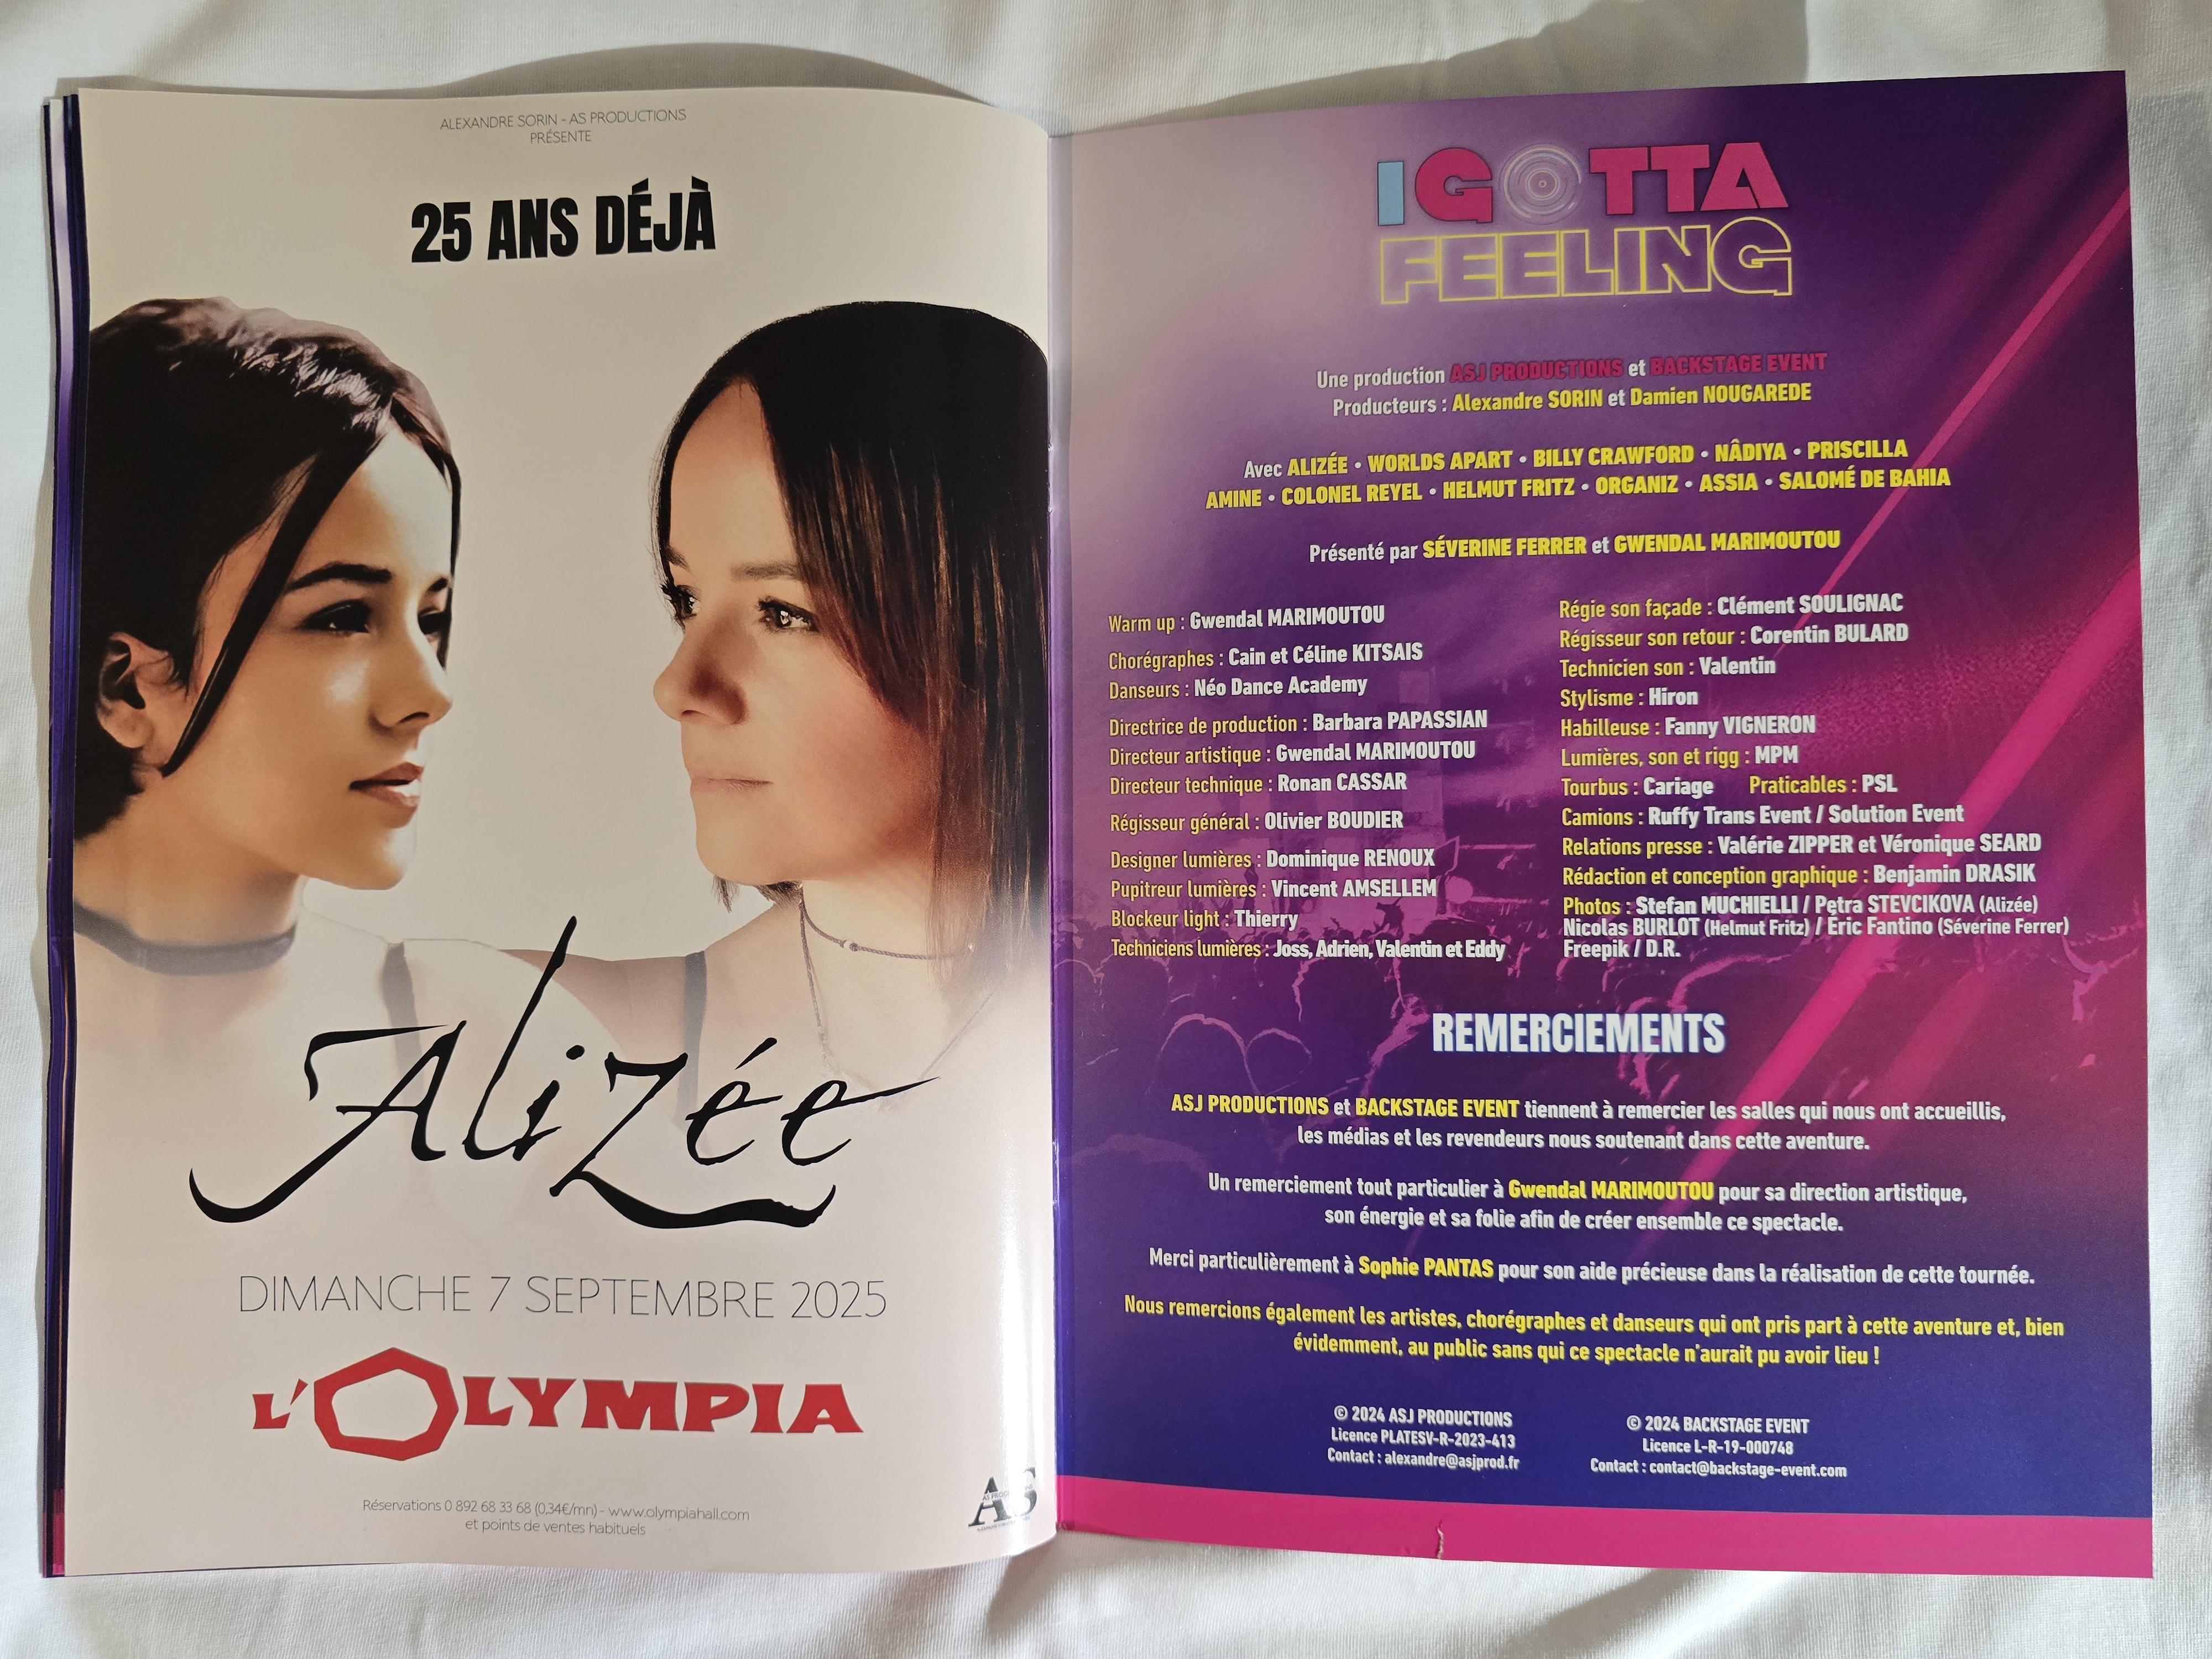 ALEXANDRE SORIN - AS PRODUCTIONS
PRÉSENTE
25 ANS DÉJÀ
Alizée
DIMANCHE 7 SEPTEMBRE 2025
L'OLYMPIA
Réservations 0 892 68 33 68 (0,34€/mn) - www.olympiahall.com
et points de ventes habituels
AS
I GOTTA
FEELING
Une production ASJ PRODUCTIONS et BACKSTAGE EVENT
Producteurs : Alexandre SORIN et Damien NOUGAREDE
Avec ALIZÉE • WORLDS APART • BILLY CRAWFORD • NÂDIYA • PRISCILLA
AMINE • COLONEL REYEL • HELMUT FRITZ • ORGANIZ • ASSIA • SALOMÉ DE BAHIA
Présenté par SÉVERINE FERRER et GWENDAL MARIMOUTOU
Warm up : Gwendal MARIMOUTOU
Chorégraphes : Cain et Céline KITSAIS
Danseurs : Néo Dance Academy
Directrice de production : Barbara PAPASSIAN
Directeur artistique : Gwendal MARIMOUTOU
Directeur technique : Ronan CASSAR
Régisseur général : Olivier BOUDIER
Designer lumières : Dominique RENOUX
Pupitreur lumières : Vincent AMSELLEM
Blockeur light : Thierry
Techniciens lumières : Joss, Adrien, Valentin et Eddy
Régie son façade : Clément SOULIGNAC
Régisseur son retour : Corentin BULARD
Technicien son : Valentin
Stylisme : Hiron
Habilleuse : Fanny VIGNERON
Lumières, son et rigg : MPM
Tourbus : Cariage Praticables : PSL
Camions : Ruffy Trans Event / Solution Event
Relations presse : Valérie ZIPPER et Véronique SEARD
Rédaction et conception graphique : Benjamin DRASIK
Photos : Stefan MUCHIELLI / Petra STEVCIKOVA (Alizée)
Nicolas BURLOT (Helmut Fritz) / Éric Fantino (Séverine Ferrer)
Freepik / D.R.
REMERCIEMENTS
ASJ PRODUCTIONS et BACKSTAGE EVENT tiennent à remercier les salles qui nous ont accueillis,
les médias et les revendeurs nous soutenant dans cette aventure.
Un remerciement tout particulier à Gwendal MARIMOUTOU pour sa direction artistique,
son énergie et sa folie afin de créer ensemble ce spectacle.
Merci particulièrement à Sophie PANTAS pour son aide précieuse dans la réalisation de cette tournée.
Nous remercions également les artistes, chorégraphes et danseurs qui ont pris part à cette aventure et, bien
évidemment, au public sans qui ce spectacle n'aurait pu avoir lieu !
© 2024 ASJ PRODUCTIONS
Licence PLATESV-R-2023-413
Contact : alexandre@asjprod.fr
© 2024 BACKSTAGE EVENT
Licence L-R-19-000748
Contact : contact@backstage-event.com